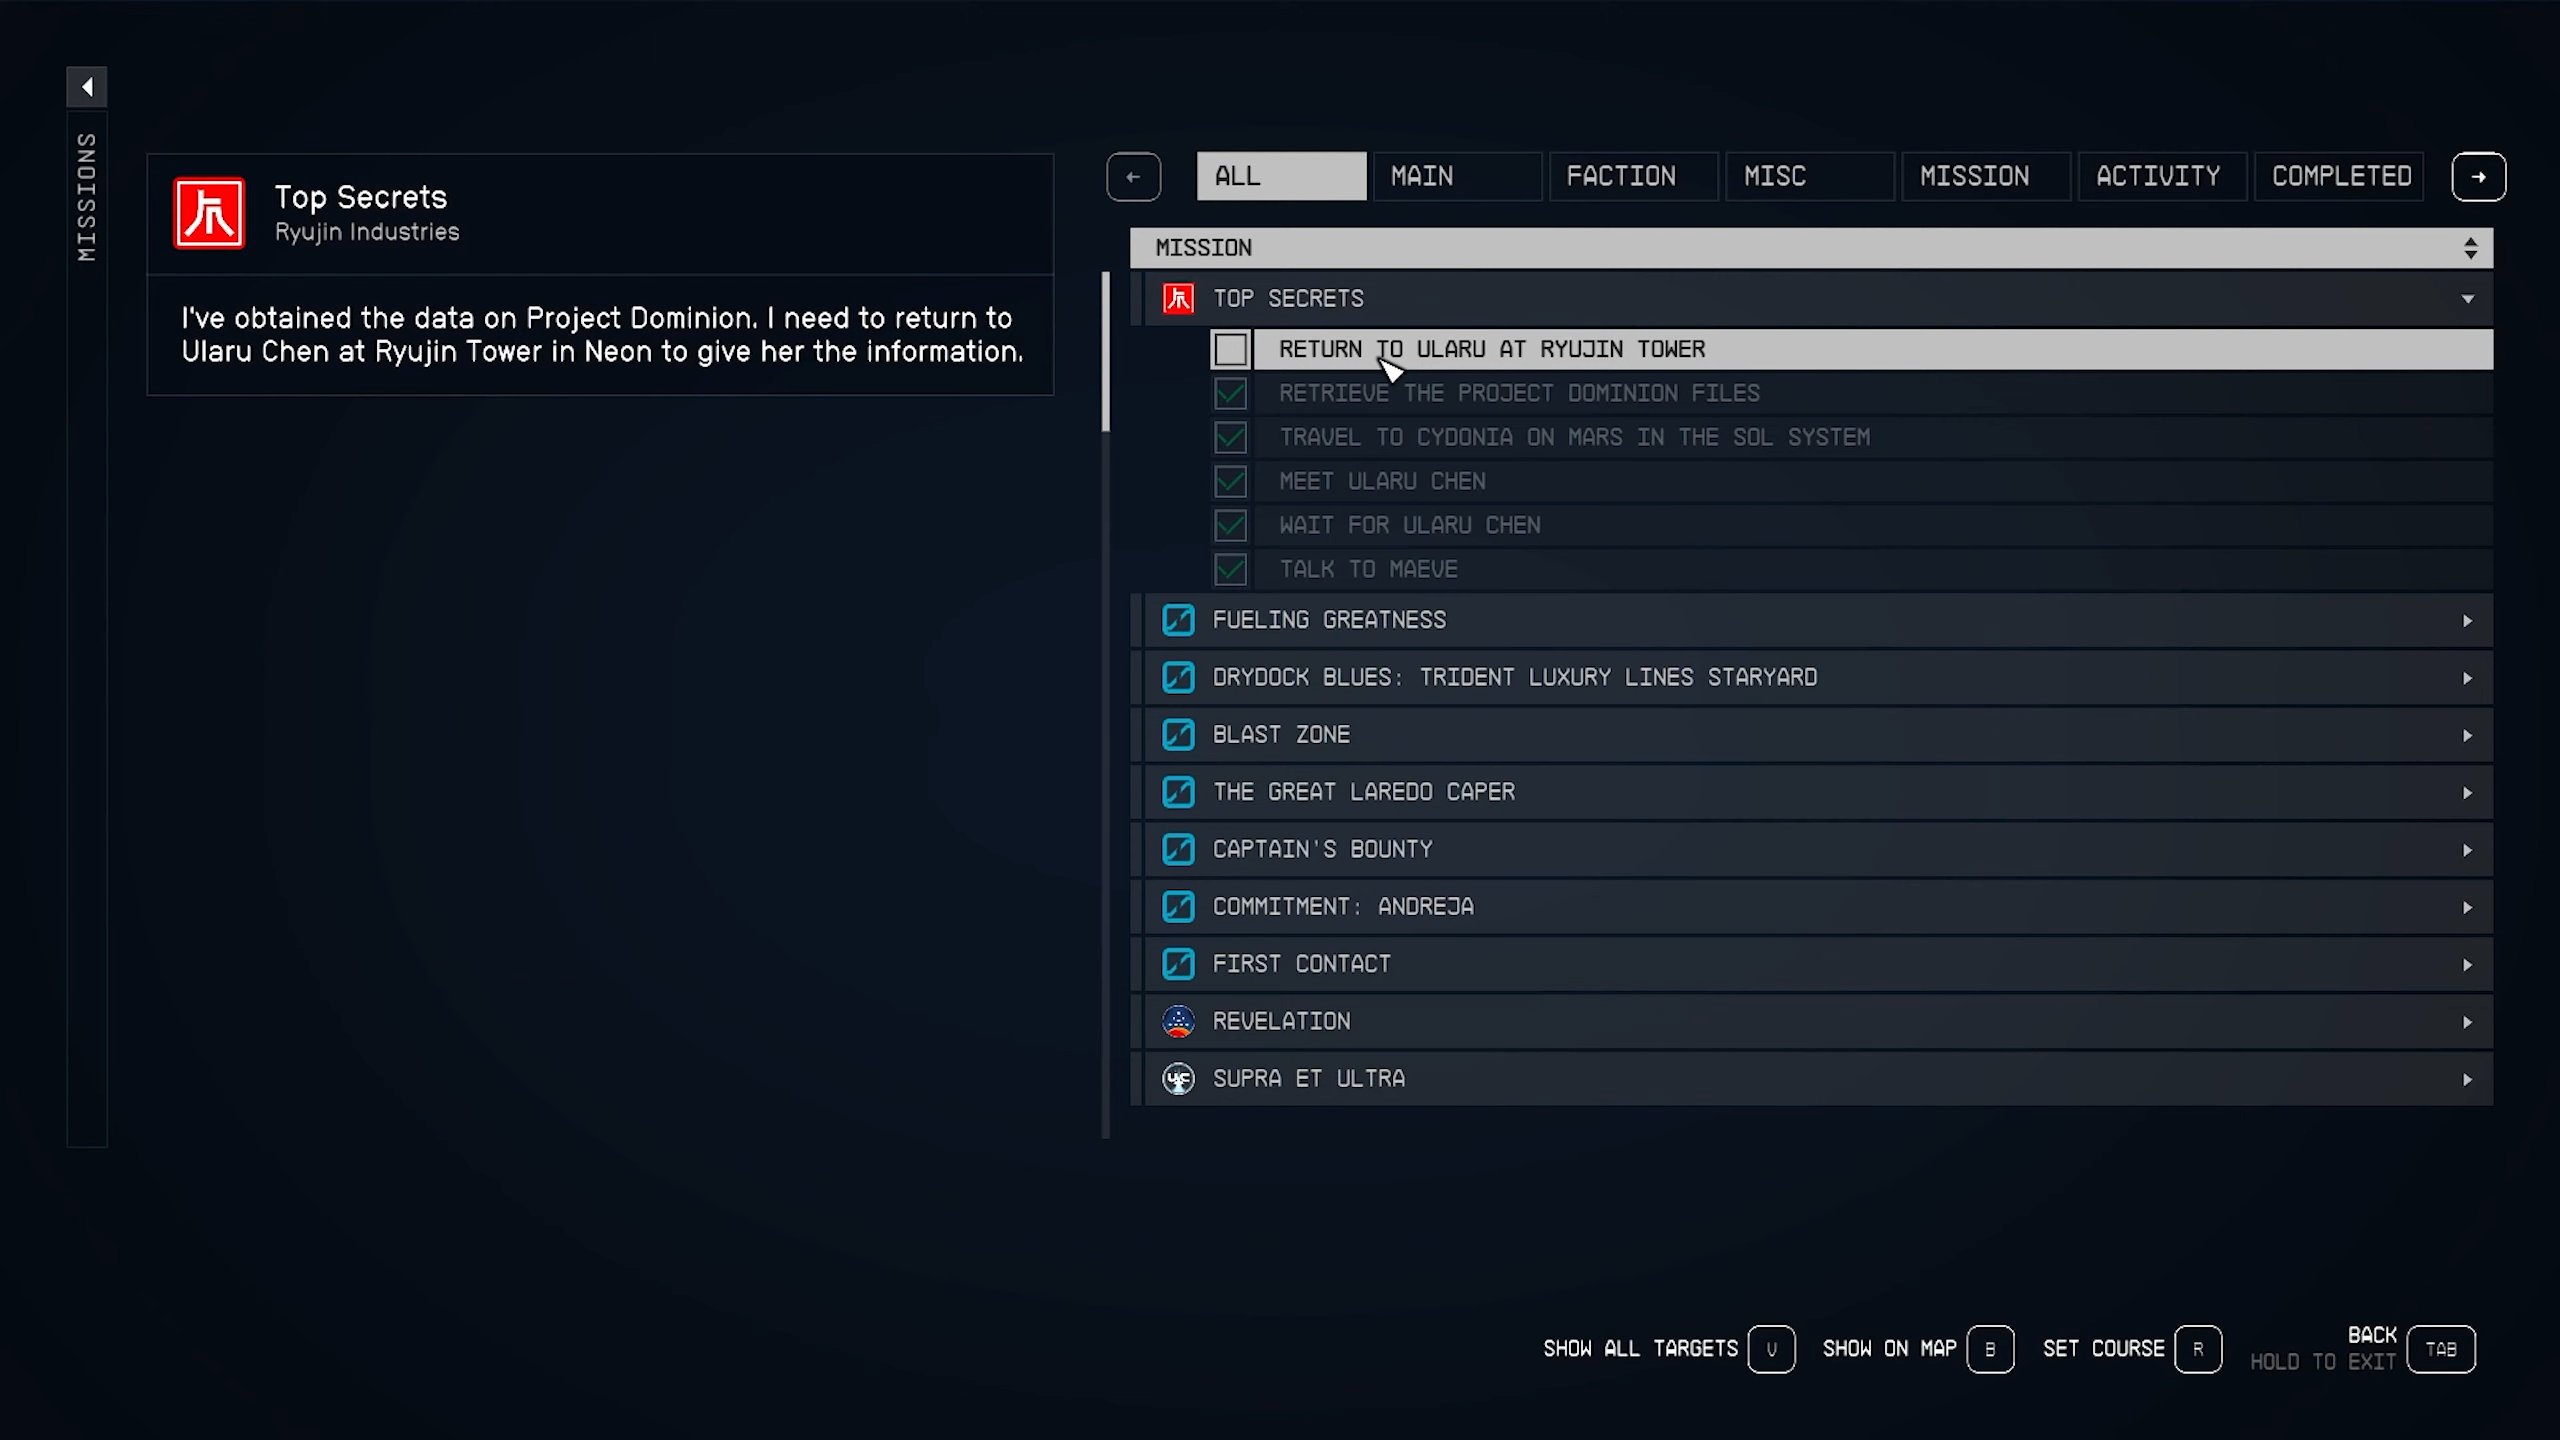 MISSIONS
Top Secrets
Ryujin Industries
I've obtained the data on Project Dominion. I need to return to
Ularu Chen at Ryujin Tower in Neon to give her the information.
ALL
MAIN
FACTION
MISC
MISSION
ACTIVITY
COMPLETED
MISSION
TOP SECRETS
RETURN TO ULARU AT RYUJIN TOWER
RETRIEVE THE PROJECT DOMINION FILES
TRAVEL TO CYDONIA ON MARS IN THE SOL SYSTEM
MEET ULARU CHEN
WAIT FOR ULARU CHEN
TALK TO MAEVE
FUELING GREATNESS
DRYDOCK BLUES: TRIDENT LUXURY LINES STARYARD
BLAST ZONE
THE GREAT LAREDO CAPER
CAPTAIN'S BOUNTY
COMMITMENT: ANDREJA
FIRST CONTACT
REVELATION
UC
SUPRA ET ULTRA
SHOW ALL TARGETS V
SHOW ON MAP B
SET COURSE R
BACK
HOLD TO EXIT
TAB